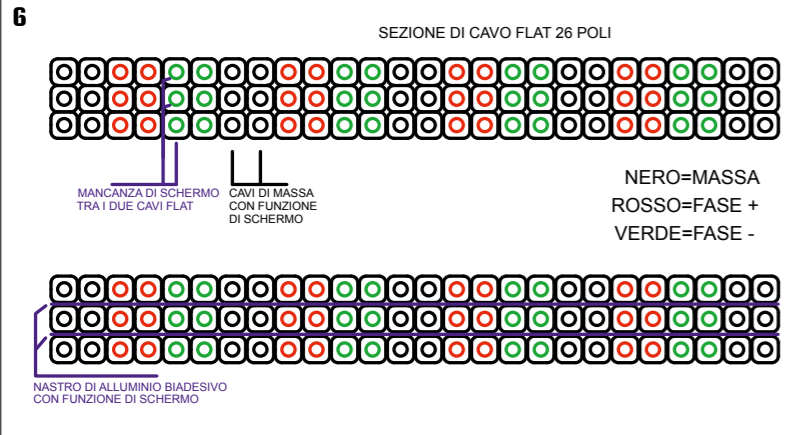 6
SEZIONE DI CAVO FLAT 26 POLI
MANCANZA DI SCHERMO
TRA I DUE CAVI FLAT
CAVI DI MASSA
CON FUNZIONE
DI SCHERMO
NERO=MASSA
ROSSO=FASE +
VERDE=FASE -
NASTRO DI ALLUMINIO BIADESIVO
CON FUNZIONE DI SCHERMO